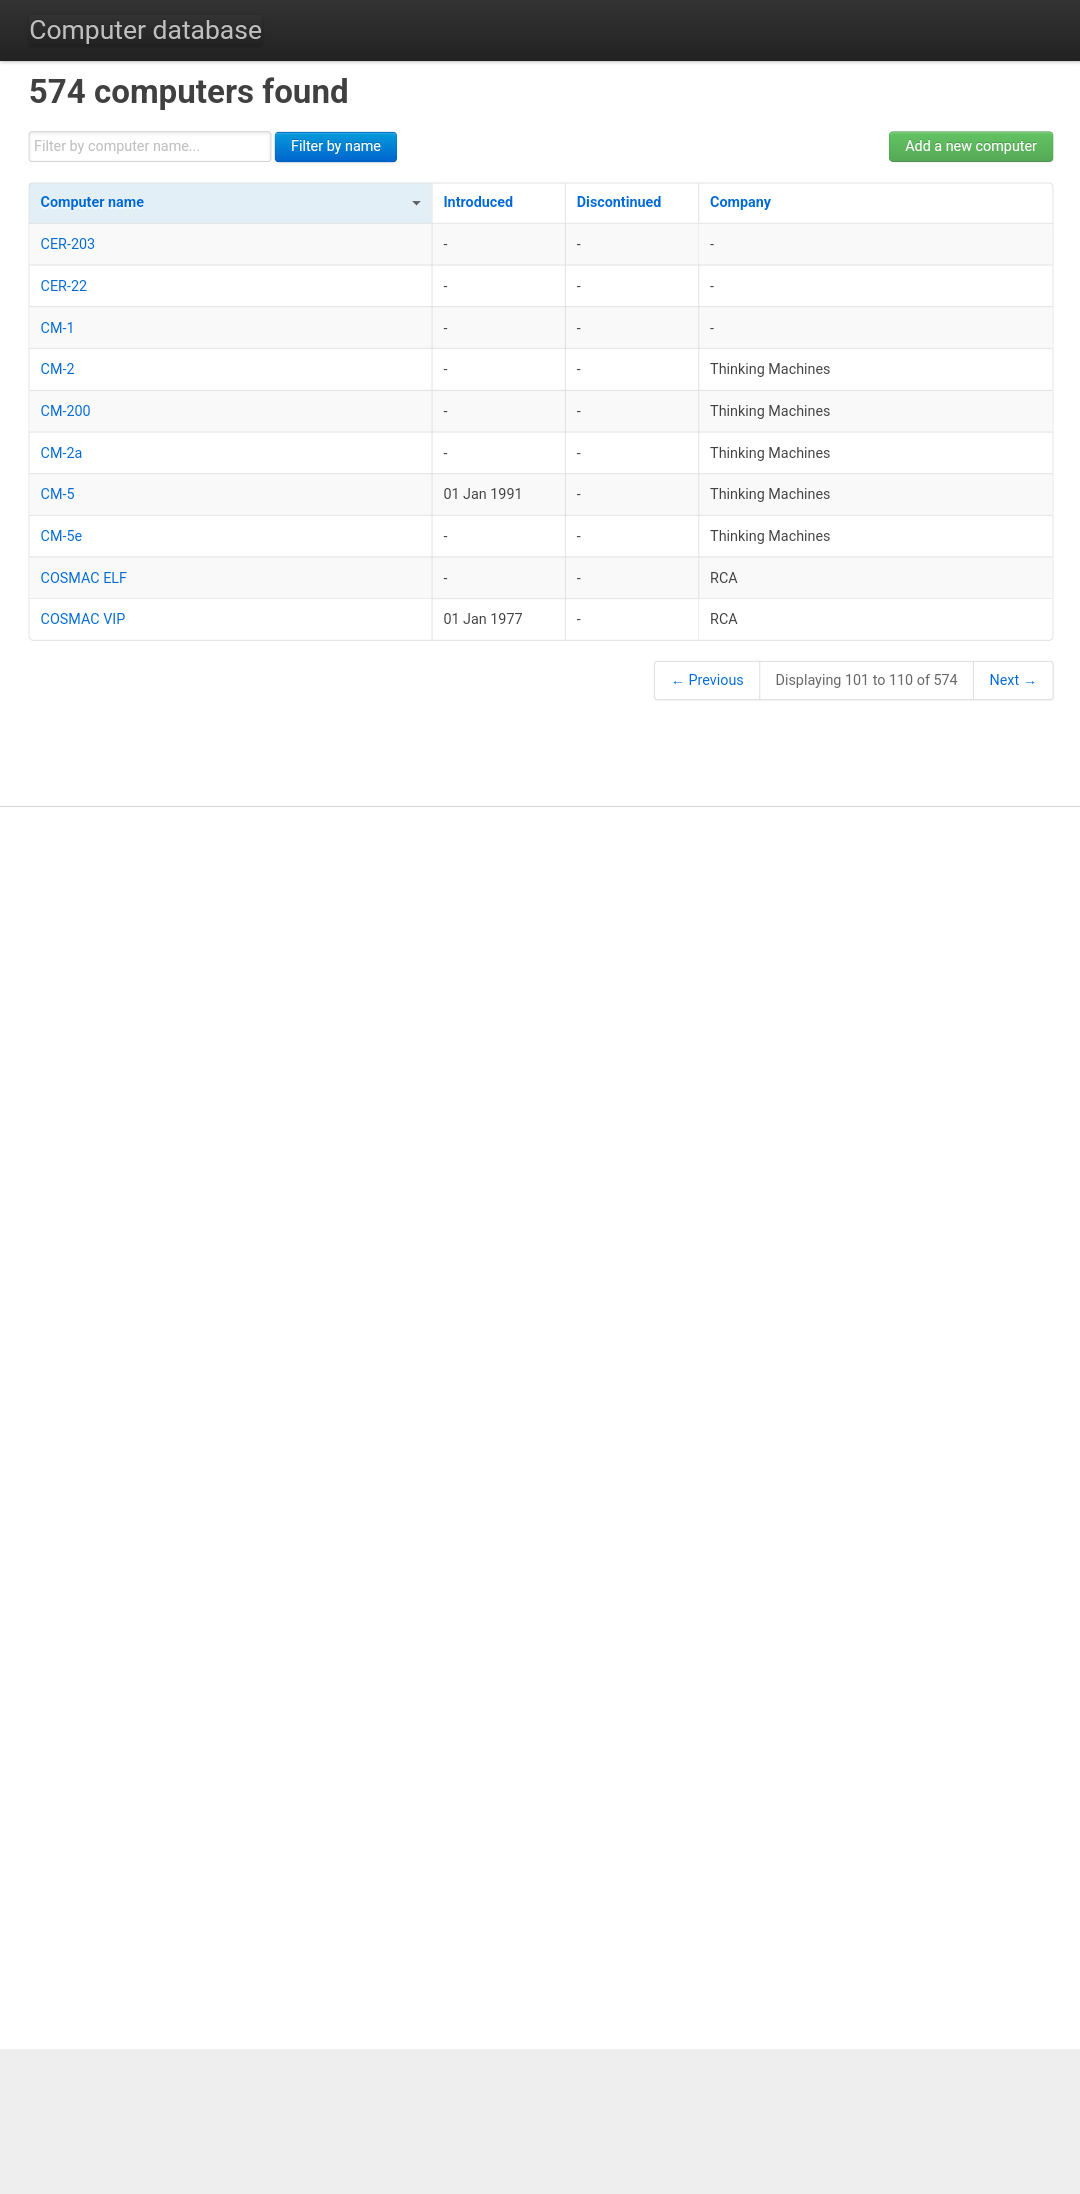 Computer database
574 computers found
Filter by computer name... Filter by name Add a new computer
Computer name Introduced Discontinued Company
CER-203 - - -
CER-22 - - -
CM-1 - - -
CM-2 - - Thinking Machines
CM-200 - - Thinking Machines
CM-2a - - Thinking Machines
CM-5 01 Jan 1991 - Thinking Machines
CM-5e - - Thinking Machines
COSMAC ELF - - RCA
COSMAC VIP 01 Jan 1977 - RCA
← Previous Displaying 101 to 110 of 574 Next →